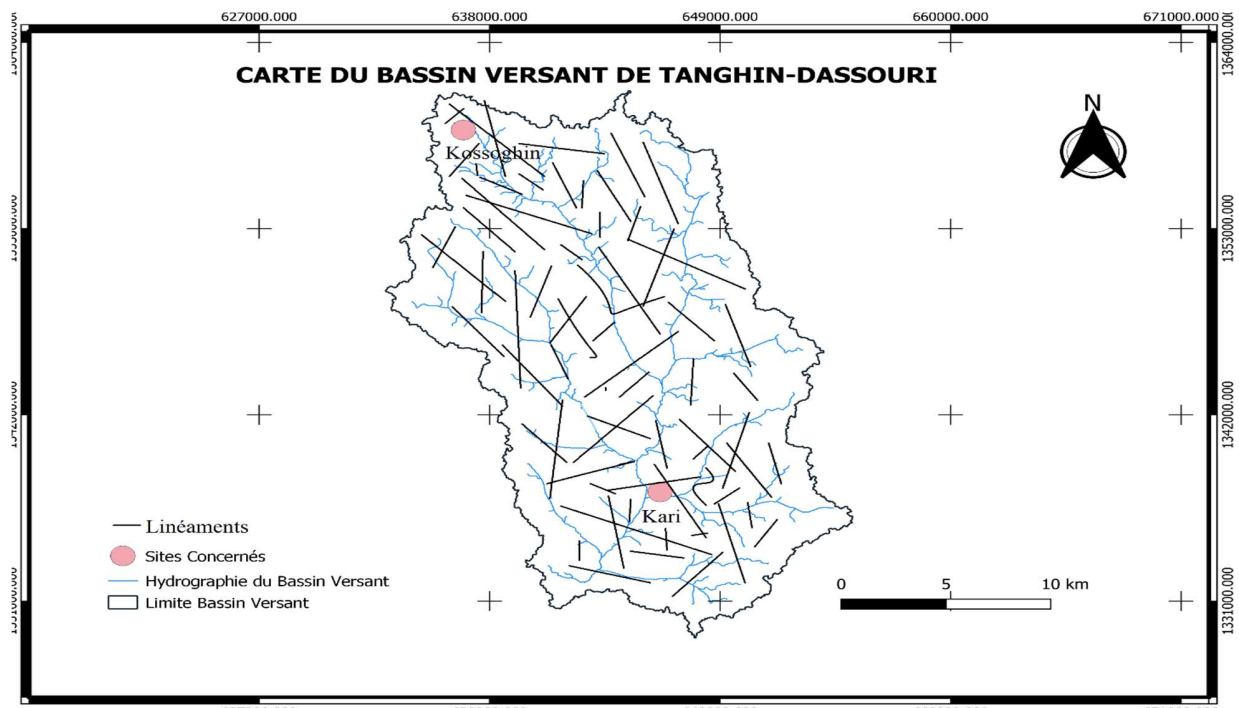 627000.000 638000.000 649000.000 660000.000 671000.000
1364000.000
CARTE DU BASSIN VERSANT DE TANGHIN-DASSOURI
N
Kossoghin
1353000.000
1342000.000
Kari
Linéaments
Sites Concernés
Hydrographie du Bassin Versant
Limite Bassin Versant
0 5 10 km
1331000.000